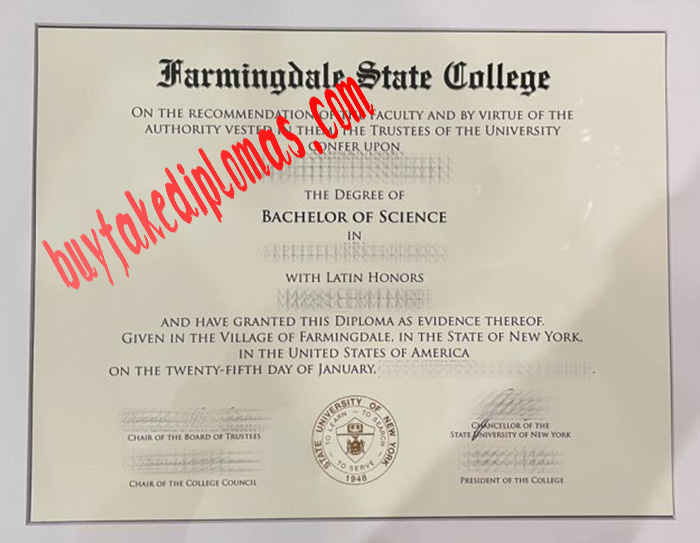 Farmingdale State College
ON THE RECOMMENDATION OF THE FACULTY AND BY VIRTUE OF THE
AUTHORITY VESTED IN THEM, THE TRUSTEES OF THE UNIVERSITY
CONFER UPON
buyfakediplomas.com
THE DEGREE OF
BACHELOR OF SCIENCE
IN
WITH LATIN HONORS
AND HAVE GRANTED THIS DIPLOMA AS EVIDENCE THEREOF.
GIVEN IN THE VILLAGE OF FARMINGDALE, IN THE STATE OF NEW YORK,
IN THE UNITED STATES OF AMERICA
ON THE TWENTY-FIFTH DAY OF JANUARY,
CHAIR OF THE BOARD OF TRUSTEES
CHANCELLOR OF THE
STATE UNIVERSITY OF NEW YORK
STATE UNIVERSITY OF NEW YORK
TO LEARN - TO SEARCH
TO SERVE
1948
CHAIR OF THE COLLEGE COUNCIL
PRESIDENT OF THE COLLEGE